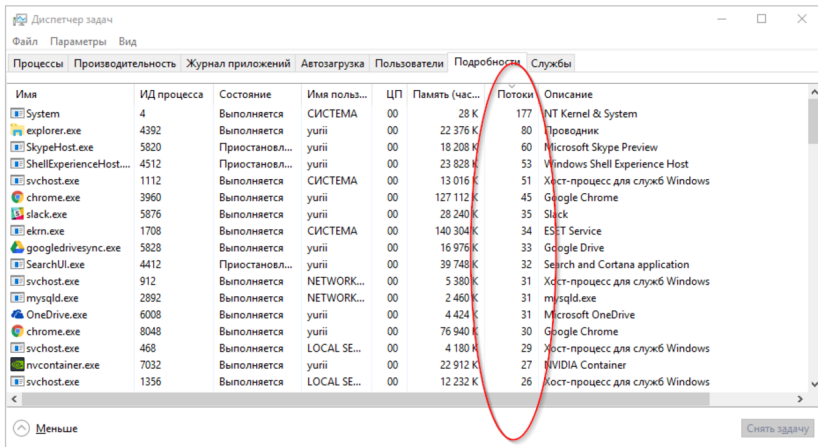 Диспетчер задач
Файл Параметры Вид
Процессы Производительность Журнал приложений Автозагрузка Пользователи Подробности Службы
Имя ИД процесса Состояние Имя польз... ЦП Память (час... Потоки Описание
System 4 Выполняется СИСТЕМА 00 28 K 177 NT Kernel & System
explorer.exe 4392 Выполняется yurii 00 22 376 K 80 Проводник
SkypeHost.exe 5820 Приостановл... yurii 00 18 208 K 60 Microsoft Skype Preview
ShellExperienceHost.... 4512 Приостановл... yurii 00 23 828 K 53 Windows Shell Experience Host
svchost.exe 1112 Выполняется СИСТЕМА 00 13 016 K 51 Хост-процесс для служб Windows
chrome.exe 3960 Выполняется yurii 00 127 112 K 45 Google Chrome
slack.exe 5876 Выполняется yurii 00 28 240 K 35 Slack
ekrn.exe 1708 Выполняется СИСТЕМА 00 140 304 K 34 ESET Service
googledrivesync.exe 5828 Выполняется yurii 00 16 976 K 33 Google Drive
SearchUI.exe 4412 Приостановл... yurii 00 39 748 K 32 Search and Cortana application
svchost.exe 912 Выполняется NETWORK... 00 5 380 K 31 Хост-процесс для служб Windows
mysqld.exe 2892 Выполняется NETWORK... 00 2 460 K 31 mysqld.exe
OneDrive.exe 6008 Выполняется yurii 00 4 424 K 31 Microsoft OneDrive
chrome.exe 8048 Выполняется yurii 00 76 940 K 30 Google Chrome
svchost.exe 468 Выполняется LOCAL SE... 00 4 180 K 29 Хост-процесс для служб Windows
nvcontainer.exe 7032 Выполняется yurii 00 22 912 K 27 NVIDIA Container
svchost.exe 1356 Выполняется LOCAL SE... 00 12 232 K 26 Хост-процесс для служб Windows
Меньше Снять задачу